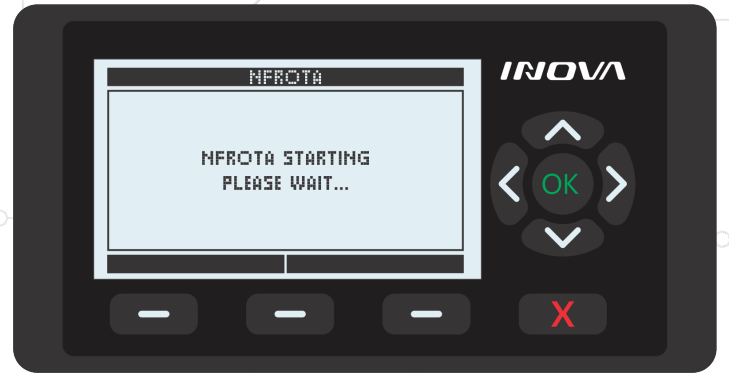 NFROTA
INOVA
NFROTA STARTING
PLEASE WAIT...
OK
X